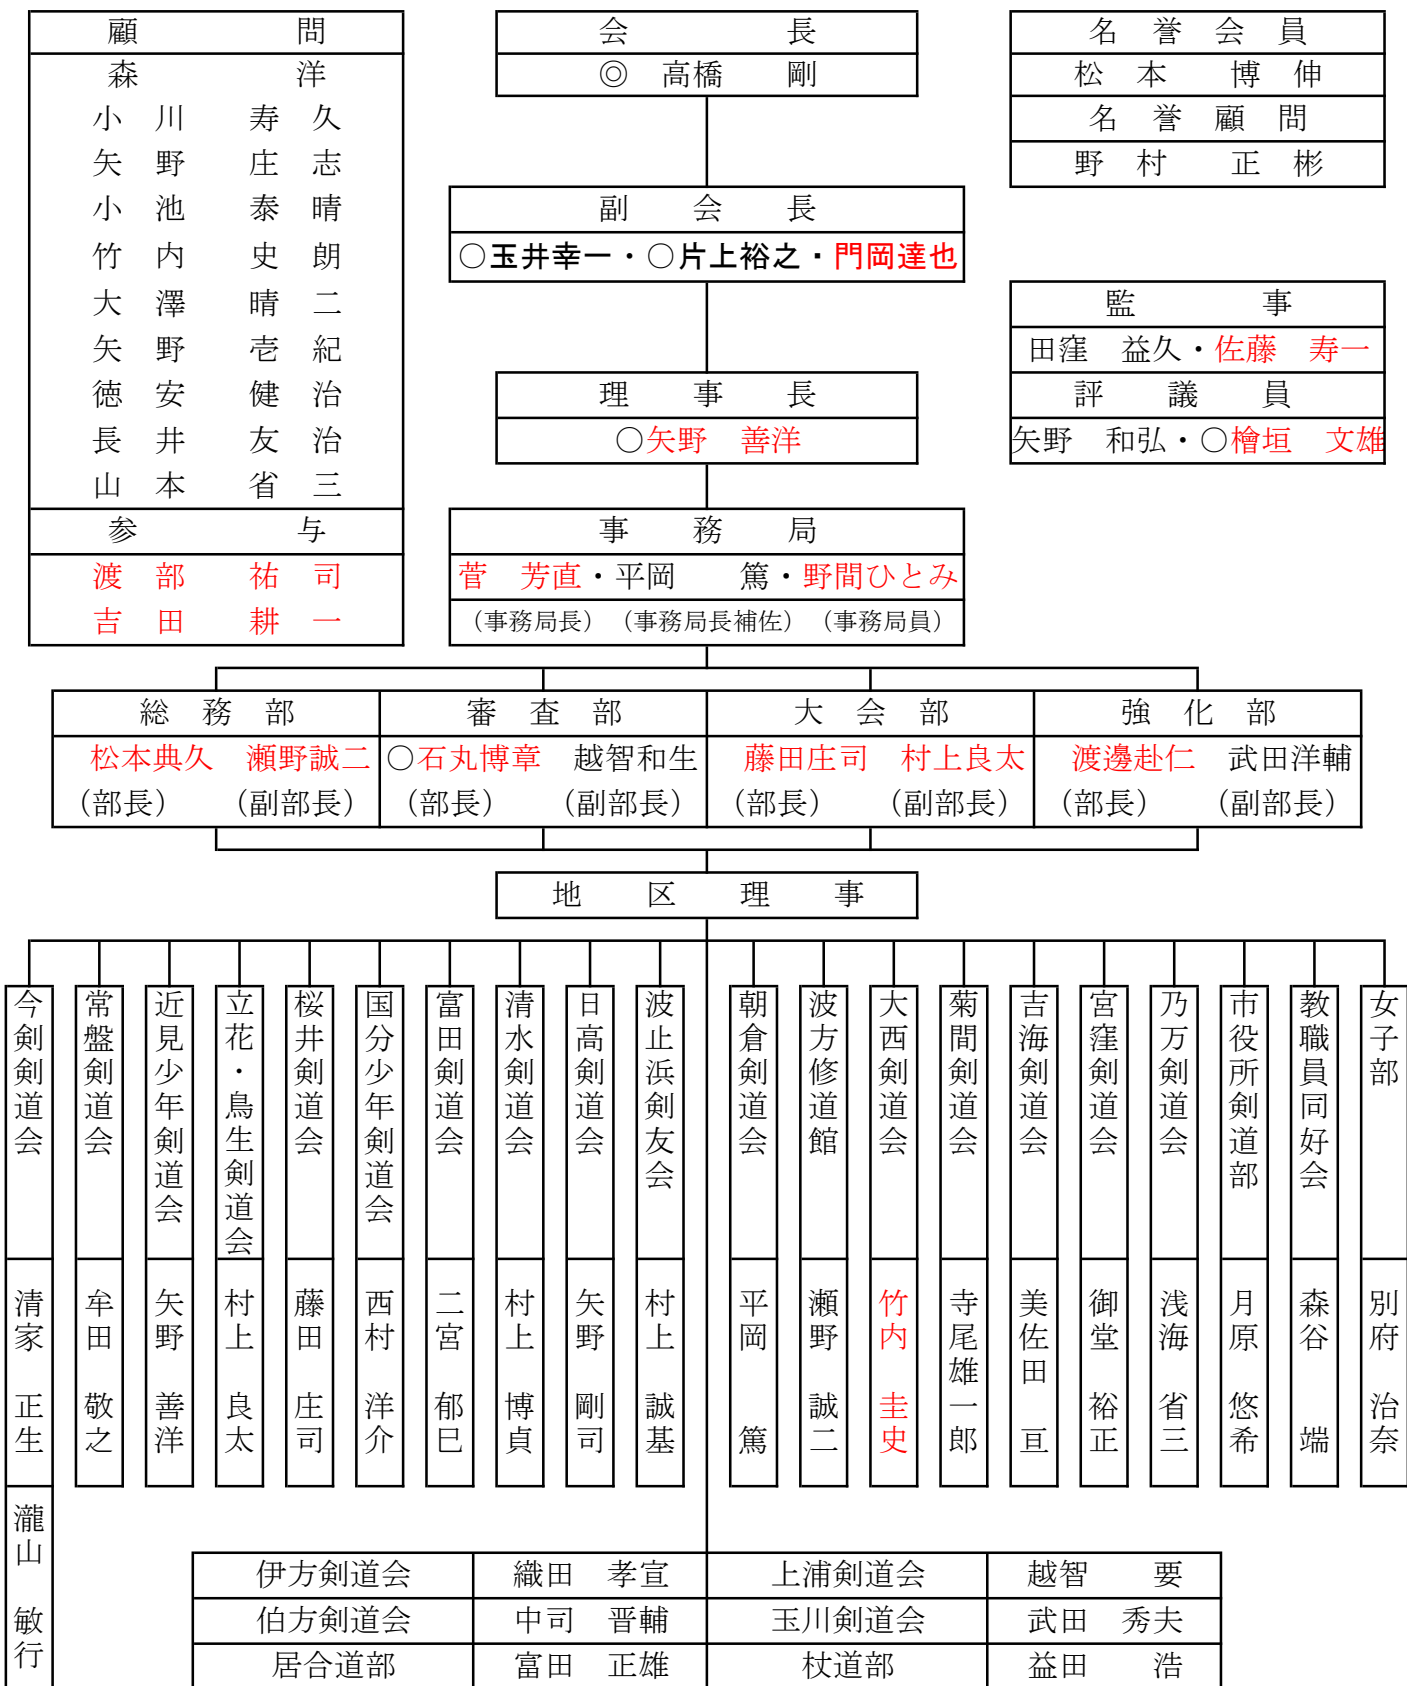 顧問
森 洋
小川 寿久
矢野 庄志
小池 泰晴
竹内 史朗
大澤 晴二
矢野 壱紀
徳安 健治
長井 友治
山本 省三
参与
渡部 祐司
吉田 耕一
会長
◎ 高橋 剛
副会長
○玉井幸一・○片上裕之・門岡達也
理事長
○矢野 善洋
事務局
菅 芳直・平岡 篤・野間ひとみ
(事務局長) (事務局長補佐) (事務局員)
名誉会員
松本 博伸
名誉顧問
野村 正彬
監事
田窪 益久・佐藤 寿一
評議員
矢野 和弘・○檜垣 文雄
総務部
松本典久 瀬野誠二
(部長) (副部長)
審査部
○石丸博章 越智和生
(部長) (副部長)
大会部
藤田庄司 村上良太
(部長) (副部長)
強化部
渡邊赴仁 武田洋輔
(部長) (副部長)
地区理事
今剣剣道会
清家 正生
瀧山 敏行
常盤剣道会
牟田 敬之
近見少年剣道会
矢野 善洋
立花・鳥生剣道会
村上 良太
桜井剣道会
藤田 庄司
国分少年剣道会
西村 洋介
富田剣道会
二宮 郁巳
清水剣道会
村上 博貞
日高剣道会
矢野 剛司
波止浜剣友会
村上 誠基
朝倉剣道会
平岡 篤
波方修道館
瀬野 誠二
大西剣道会
竹内 圭史
菊間剣道会
寺尾雄一郎
吉海剣道会
美佐田 亘
宮窪剣道会
御堂 裕正
乃万剣道会
浅海 省三
市役所剣道部
月原 悠希
教職員同好会
森谷 端
女子部
別府 治奈
伊方剣道会 織田 孝宣 上浦剣道会 越智 要
伯方剣道会 中司 晋輔 玉川剣道会 武田 秀夫
居合道部 富田 正雄 杖道部 益田 浩